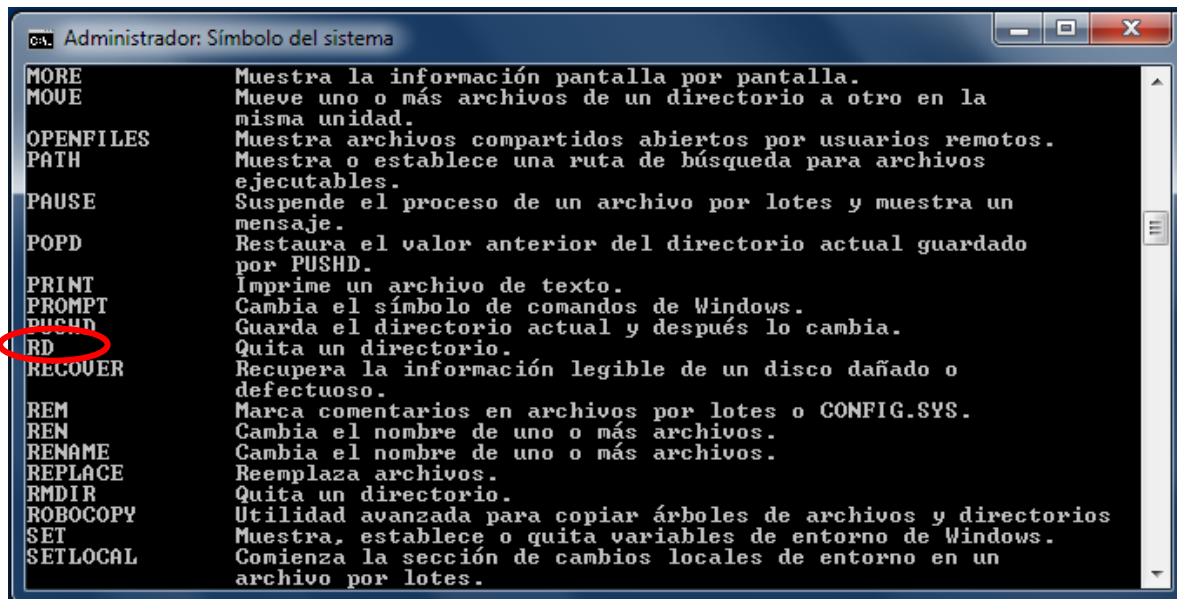 Administrador: Símbolo del sistema
MORE Muestra la información pantalla por pantalla.
MOVE Mueve uno o más archivos de un directorio a otro en la
misma unidad.
OPENFILES Muestra archivos compartidos abiertos por usuarios remotos.
PATH Muestra o establece una ruta de búsqueda para archivos
ejecutables.
PAUSE Suspende el proceso de un archivo por lotes y muestra un
mensaje.
POPD Restaura el valor anterior del directorio actual guardado
por PUSHD.
PRINT Imprime un archivo de texto.
PROMPT Cambia el símbolo de comandos de Windows.
PUSHD Guarda el directorio actual y después lo cambia.
RD Quita un directorio.
RECOVER Recupera la información legible de un disco dañado o
defectuoso.
REM Marca comentarios en archivos por lotes o CONFIG.SYS.
REN Cambia el nombre de uno o más archivos.
RENAME Cambia el nombre de uno o más archivos.
REPLACE Reemplaza archivos.
RMDIR Quita un directorio.
ROBOCOPY Utilidad avanzada para copiar árboles de archivos y directorios
SET Muestra, establece o quita variables de entorno de Windows.
SETLOCAL Comienza la sección de cambios locales de entorno en un
archivo por lotes.